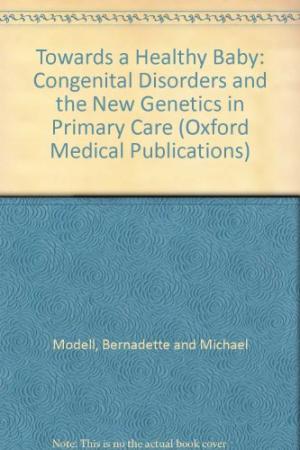 Towards a Healthy Baby:
Congenital Disorders and
the New Genetics in
Primary Care (Oxford
Medical Publications)
Modell, Bernadette and Michael
Note: This is no the actual book cover